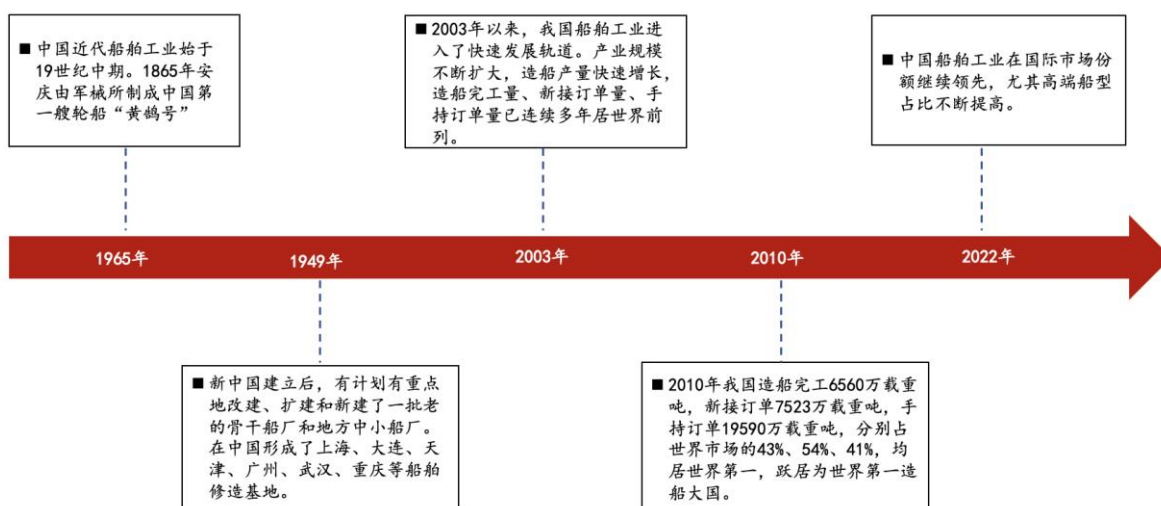 ■ 中国近代船舶工业始于
19世纪中期。1865年安
庆由军械所制成中国第
一艘轮船“黄鹄号”
■ 2003年以来，我国船舶工业进
入了快速发展轨道。产业规模
不断扩大，造船产量快速增长，
造船完工量、新接订单量、手
持订单量已连续多年居世界前
列。
■ 中国船舶工业在国际市场份
额继续领先，尤其高端船型
占比不断提高。
1965年
1949年
2003年
2010年
2022年
■ 新中国建立后，有计划有重点
地改建、扩建和新建了一批老
的骨干船厂和地方中小船厂。
在中国形成了上海、大连、天
津、广州、武汉、重庆等船舶
修造基地。
■ 2010年我国造船完工6560万载重
吨，新接订单7523万载重吨，手
持订单19590万载重吨，分别占
世界市场的43%、54%、41%，均
居世界第一，跃居为世界第一造
船大国。